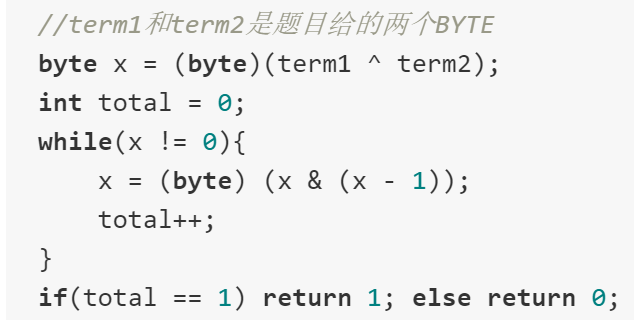 //term1和term2是题目给的两个BYTE
byte x = (byte)(term1 ^ term2);
int total = 0;
while(x != 0){
    x = (byte) (x & (x - 1));
    total++;
}
if(total == 1) return 1; else return 0;